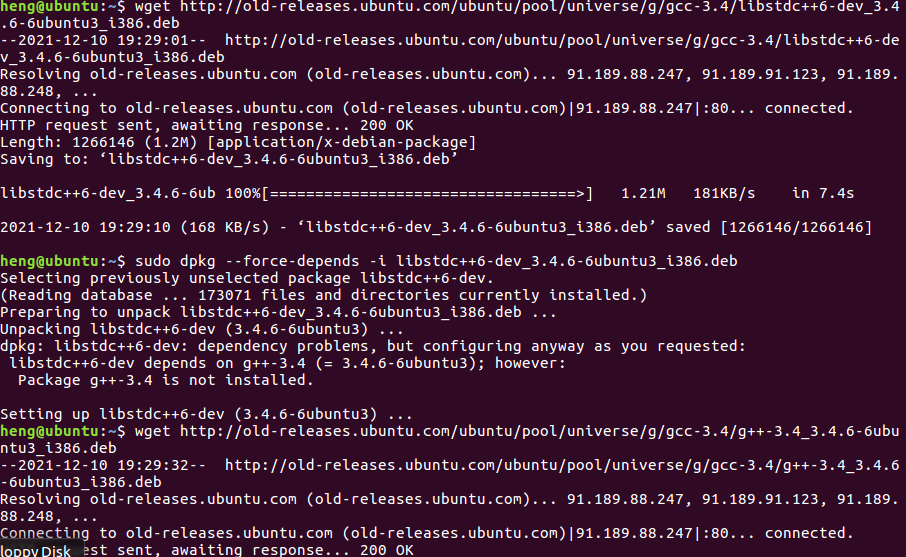 heng@ubuntu:~$ wget http://old-releases.ubuntu.com/ubuntu/pool/universe/g/gcc-3.4/libstdc++6-dev_3.4
.6-6ubuntu3_i386.deb
--2021-12-10 19:29:01--  http://old-releases.ubuntu.com/ubuntu/pool/universe/g/gcc-3.4/libstdc++6-de
v_3.4.6-6ubuntu3_i386.deb
Resolving old-releases.ubuntu.com (old-releases.ubuntu.com)... 91.189.88.247, 91.189.91.123, 91.189.
88.248, ...
Connecting to old-releases.ubuntu.com (old-releases.ubuntu.com)|91.189.88.247|:80... connected.
HTTP request sent, awaiting response... 200 OK
Length: 1266146 (1.2M) [application/x-debian-package]
Saving to: ‘libstdc++6-dev_3.4.6-6ubuntu3_i386.deb’
libstdc++6-dev_3.4.6-6ub 100%[==================================>]   1.21M   181KB/s    in 7.4s
2021-12-10 19:29:10 (168 KB/s) - ‘libstdc++6-dev_3.4.6-6ubuntu3_i386.deb’ saved [1266146/1266146]
heng@ubuntu:~$ sudo dpkg --force-depends -i libstdc++6-dev_3.4.6-6ubuntu3_i386.deb
Selecting previously unselected package libstdc++6-dev.
(Reading database ... 173071 files and directories currently installed.)
Preparing to unpack libstdc++6-dev_3.4.6-6ubuntu3_i386.deb ...
Unpacking libstdc++6-dev (3.4.6-6ubuntu3) ...
dpkg: libstdc++6-dev: dependency problems, but configuring anyway as you requested:
 libstdc++6-dev depends on g++-3.4 (= 3.4.6-6ubuntu3); however:
  Package g++-3.4 is not installed.
Setting up libstdc++6-dev (3.4.6-6ubuntu3) ...
heng@ubuntu:~$ wget http://old-releases.ubuntu.com/ubuntu/pool/universe/g/gcc-3.4/g++-3.4_3.4.6-6ubu
ntu3_i386.deb
--2021-12-10 19:29:32--  http://old-releases.ubuntu.com/ubuntu/pool/universe/g/gcc-3.4/g++-3.4_3.4.6
-6ubuntu3_i386.deb
Resolving old-releases.ubuntu.com (old-releases.ubuntu.com)... 91.189.88.247, 91.189.91.123, 91.189.
88.248, ...
Connecting to old-releases.ubuntu.com (old-releases.ubuntu.com)|91.189.88.247|:80... connected.
loppy Disk est sent, awaiting response... 200 OK